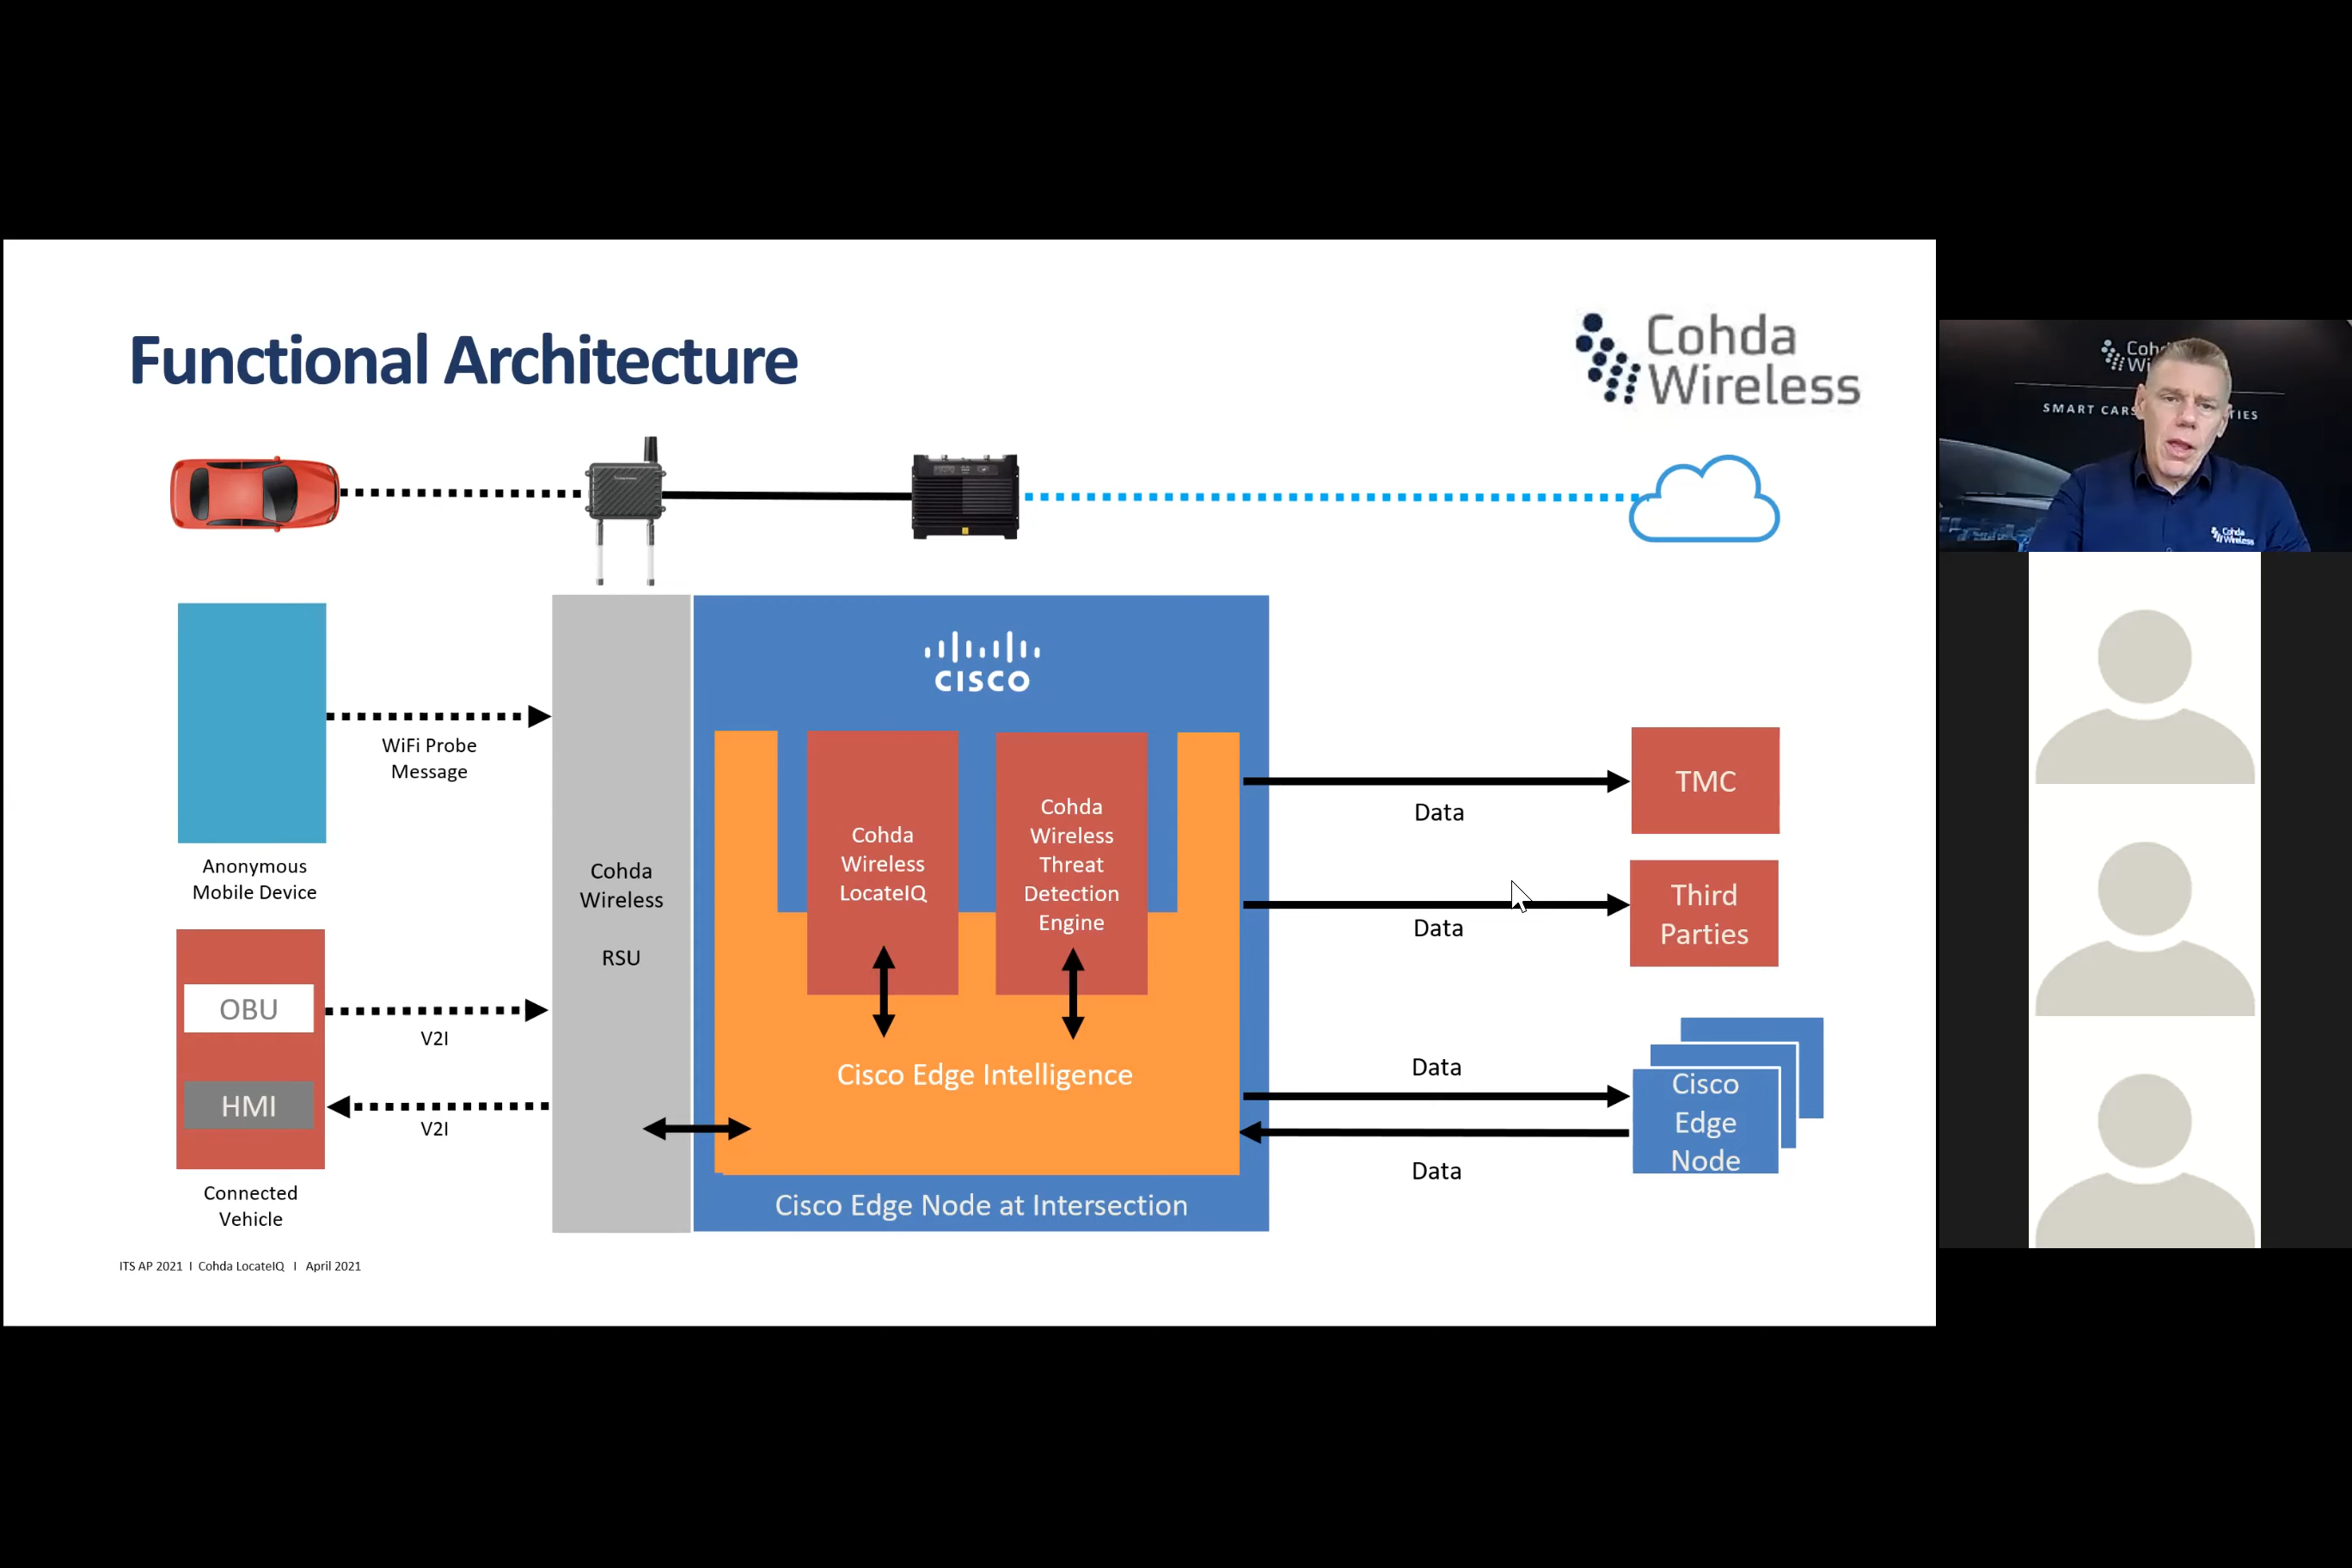 Functional Architecture
Cohda
Wireless
WiFi Probe
Message
Anonymous
Mobile Device
OBU
V2I
HMI
V2I
Connected
Vehicle
Cohda
Wireless
RSU
CISCO
Cohda
Wireless
LocateIQ
Cohda
Wireless
Threat
Detection
Engine
Cisco Edge Intelligence
Cisco Edge Node at Intersection
Data
TMC
Data
Third
Parties
Data
Cisco
Edge
Node
Data
ITS AP 2021 I Cohda LocateIQ I April 2021
SMART CARS
Cohda
Wireless